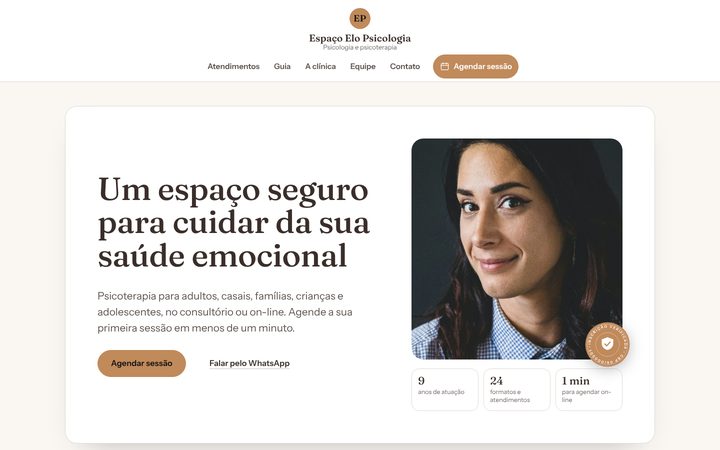 EP
Espaço Elo Psicologia
Psicologia e psicoterapia
Atendimentos Guia A clínica Equipe Contato Agendar sessão
Um espaço seguro
para cuidar da sua
saúde emocional
Psicoterapia para adultos, casais, famílias, crianças e
adolescentes, no consultório ou on-line. Agende a sua
primeira sessão em menos de um minuto.
Agendar sessão Falar pelo WhatsApp
9
anos de atuação
24
formatos e
atendimentos
1 min
para agendar on-
line